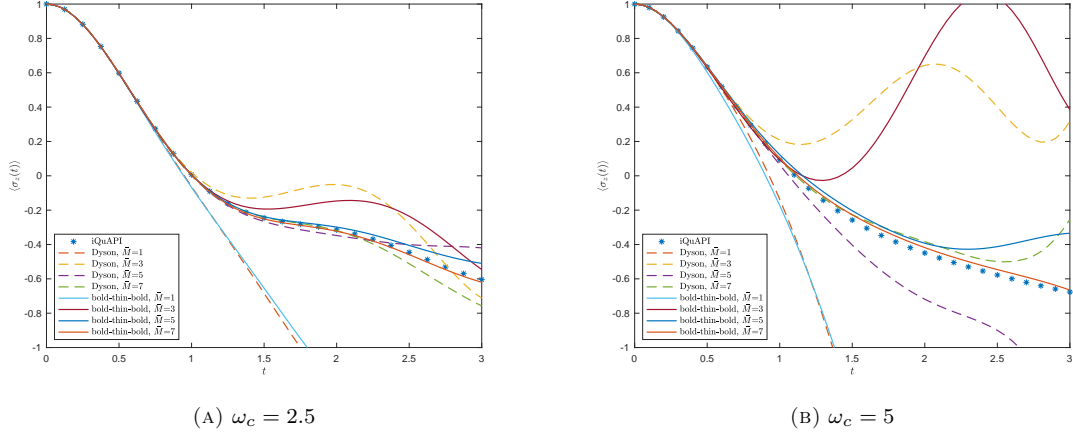 1
0.8
0.6
0.4
0.2
0
-0.2
-0.4
-0.6
-0.8
-1
⟨σz(t)⟩
iQuAPI
Dyson, M̄=1
Dyson, M̄=3
Dyson, M̄=5
Dyson, M̄=7
bold-thin-bold, M̄=1
bold-thin-bold, M̄=3
bold-thin-bold, M̄=5
bold-thin-bold, M̄=7
0 0.5 1 1.5 2 2.5 3
t
(A) ωc = 2.5
1
0.8
0.6
0.4
0.2
0
-0.2
-0.4
-0.6
-0.8
-1
⟨σz(t)⟩
iQuAPI
Dyson, M̄=1
Dyson, M̄=3
Dyson, M̄=5
Dyson, M̄=7
bold-thin-bold, M̄=1
bold-thin-bold, M̄=3
bold-thin-bold, M̄=5
bold-thin-bold, M̄=7
0 0.5 1 1.5 2 2.5 3
t
(B) ωc = 5